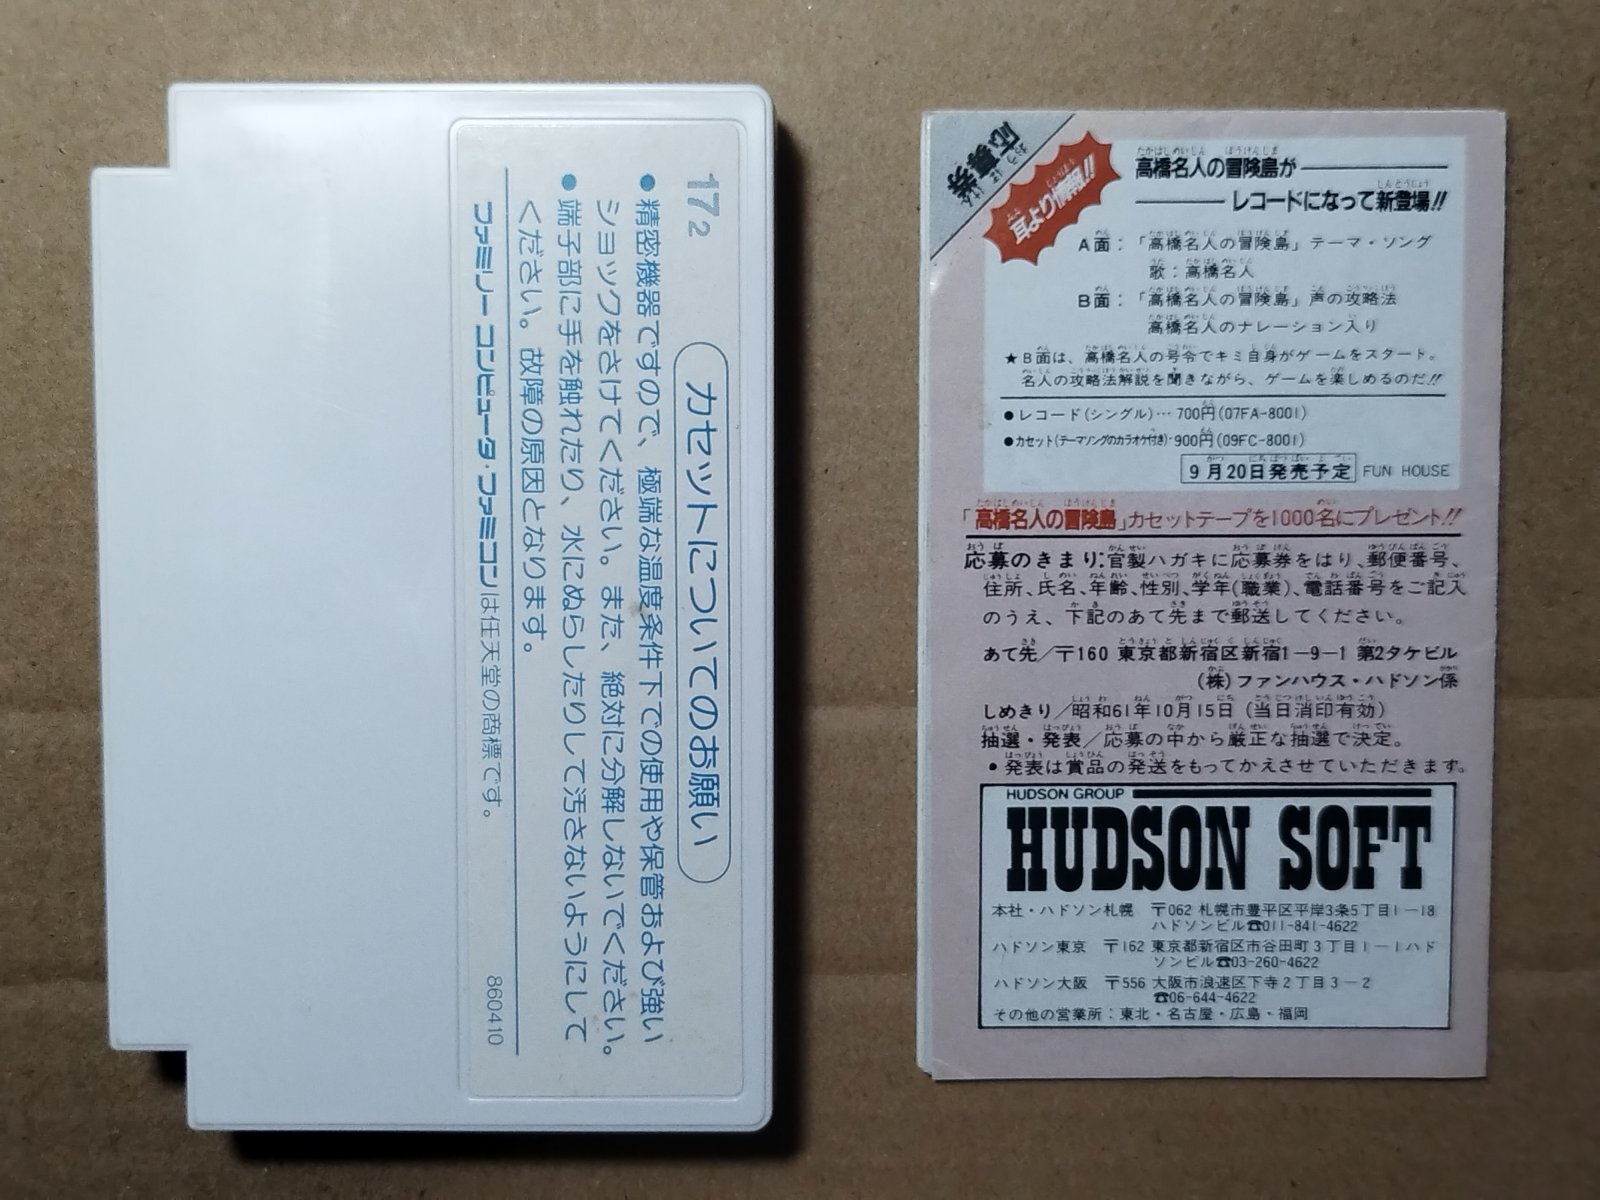 17₂
カセットについてのお願い
●精密機器ですので、極端な温度条件下での使用や保管および強い
ショックをさけてください。また、絶対に分解しないでください。
●端子部に手を触れたり、水にぬらしたりして汚さないようにして
ください。故障の原因となります。
ファミリー コンピュータ・ファミコンは任天堂の商標です。
860410
応募券
耳より情報!!
高橋名人の冒険島が
レコードになって新登場!!
A面：「高橋名人の冒険島」テーマ・ソング
歌：高橋名人
B面：「高橋名人の冒険島」声の攻略法
高橋名人のナレーション入り
★B面は、高橋名人の号令でキミ自身がゲームをスタート。
名人の攻略法解説を聞きながら、ゲームを楽しめるのだ!!
●レコード(シングル)…700円(07FA-8001)
●カセット(テーマソングのカラオケ付き)・900円(09FC-8001)
9月20日発売予定 FUN HOUSE
「高橋名人の冒険島」カセットテープを1000名にプレゼント!!
応募のきまり:官製ハガキに応募券をはり、郵便番号、
住所、氏名、年齢、性別、学年(職業)、電話番号をご記入
のうえ、下記のあて先まで郵送してください。
あて先／〒160 東京都新宿区新宿1-9-1 第2タケビル
(株)ファンハウス・ハドソン係
しめきり／昭和61年10月15日(当日消印有効)
抽選・発表／応募の中から厳正な抽選で決定。
●発表は賞品の発送をもってかえさせていただきます。
HUDSON GROUP
HUDSON SOFT
本社・ハドソン札幌 〒062 札幌市豊平区平岸3条5丁目1-18
ハドソンビル☎011-841-4622
ハドソン東京 〒162 東京都新宿区市谷田町3丁目1-1ハド
ソンビル☎03-260-4622
ハドソン大阪 〒556 大阪市浪速区下寺2丁目3-2
☎06-644-4622
その他の営業所：東北・名古屋・広島・福岡